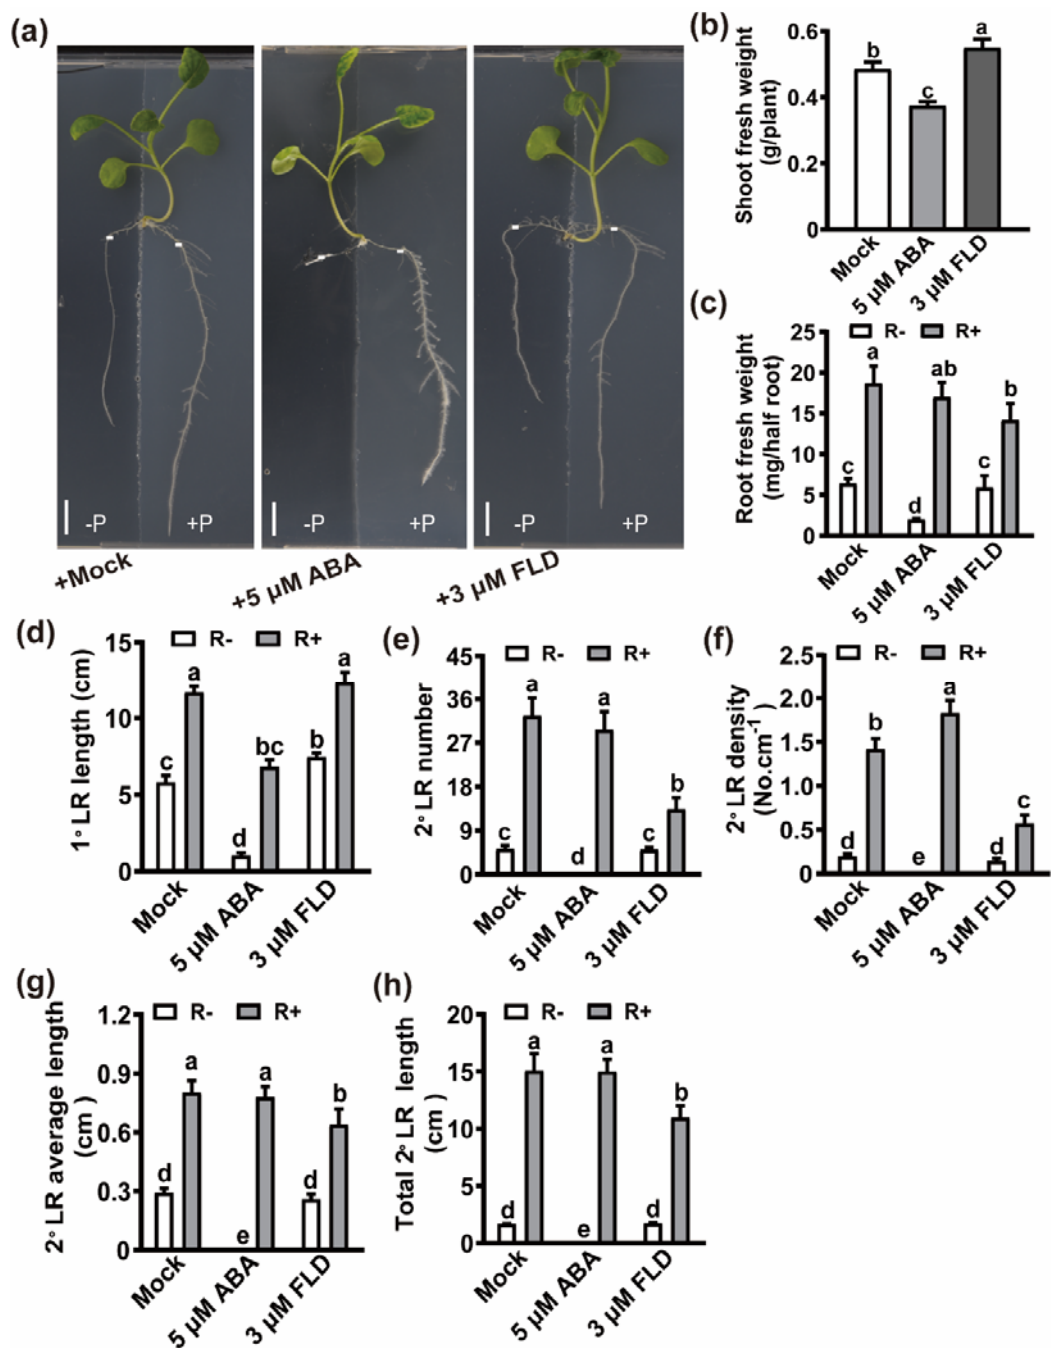 (a)
-P +P
-P +P
-P +P
+Mock
+5 µM ABA
+3 µM FLD
(b)
Shoot fresh weight
(g/plant)
0.6
0.4
0.2
0
b
c
a
Mock
5 µM ABA
3 µM FLD
(c)
Root fresh weight
(mg/half root)
R- R+
25
20
15
10
5
0
c a
d ab
c b
Mock
5 µM ABA
3 µM FLD
(d)
1° LR length (cm)
R- R+
15
10
5
0
c a
d bc
b a
Mock
5 µM ABA
3 µM FLD
(e)
2° LR number
R- R+
45
36
27
18
9
0
c a
d a
c b
Mock
5 µM ABA
3 µM FLD
(f)
2° LR density
(No.cm-1 )
R- R+
2.5
2.0
1.5
1.0
0.5
0
d b
e a
d c
Mock
5 µM ABA
3 µM FLD
(g)
2° LR average length
(cm )
R- R+
1.2
0.9
0.6
0.3
0
d a
e a
d b
Mock
5 µM ABA
3 µM FLD
(h)
Total 2° LR length
(cm )
R- R+
20
15
10
5
0
d a
e a
d b
Mock
5 µM ABA
3 µM FLD